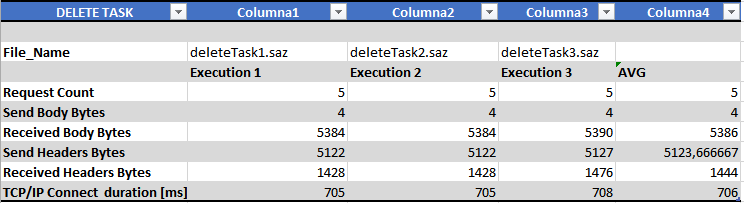 DELETE TASK Columna1 Columna2 Columna3 Columna4
File_Name deleteTask1.saz deleteTask2.saz deleteTask3.saz
Execution 1 Execution 2 Execution 3 AVG
Request Count 5 5 5 5
Send Body Bytes 4 4 4 4
Received Body Bytes 5384 5384 5390 5386
Send Headers Bytes 5122 5122 5127 5123,666667
Received Headers Bytes 1428 1428 1476 1444
TCP/IP Connect duration [ms] 705 705 708 706